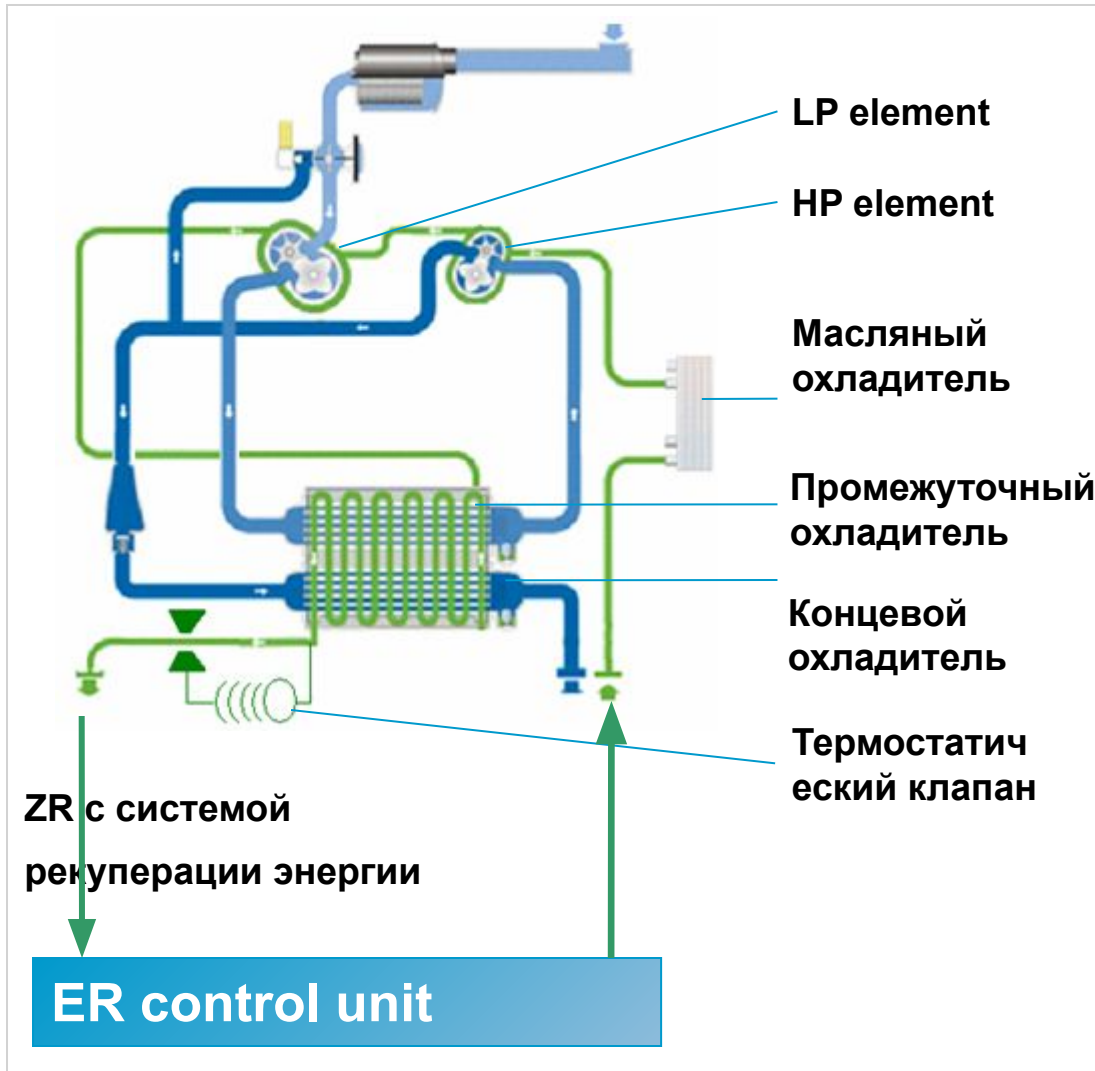 LP element
HP element
Масляный
охладитель
Промежуточный
охладитель
Концевой
охладитель
Термостатич
еский клапан
ZR с системой
рекуперации энергии
ER control unit